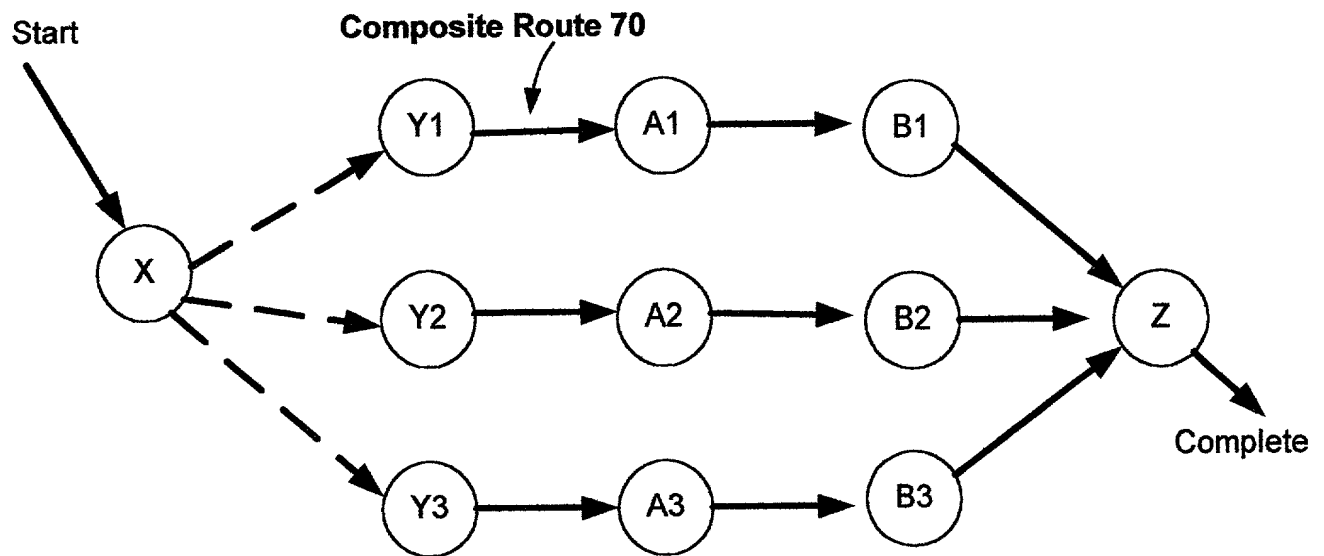 Start
Composite Route 70
Y1
A1
B1
X
Y2
A2
B2
Z
Complete
Y3
A3
B3